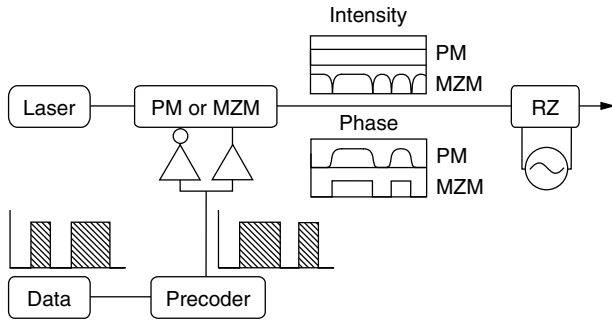 Intensity
PM
MZM
Laser
PM or MZM
RZ
Phase
PM
MZM
Data
Precoder